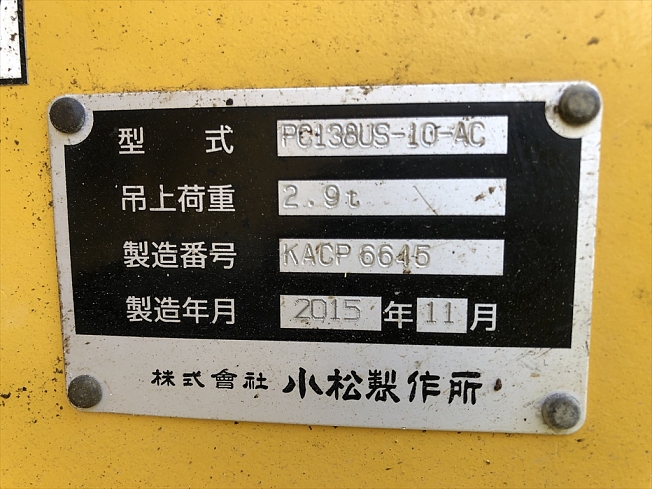 型 式 PC138US-10-AC
吊上荷重 2.9t
製造番号 KACP 6645
製造年月 2015 年 11 月
株式會社 小松製作所